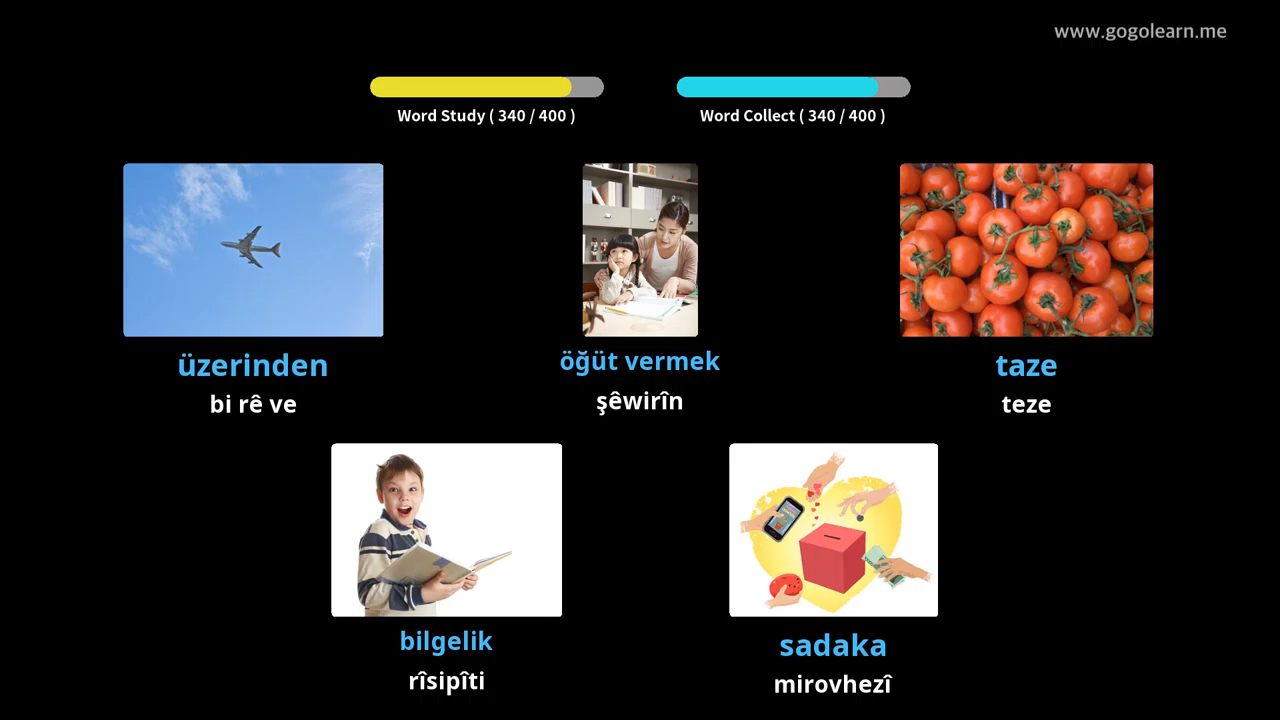 www.gogolearn.me
Word Study ( 340 / 400 )
Word Collect ( 340 / 400 )
üzerinden
bi rê ve
öğüt vermek
şêwirîn
taze
teze
bilgelik
rîsipîti
sadaka
mirovhezî